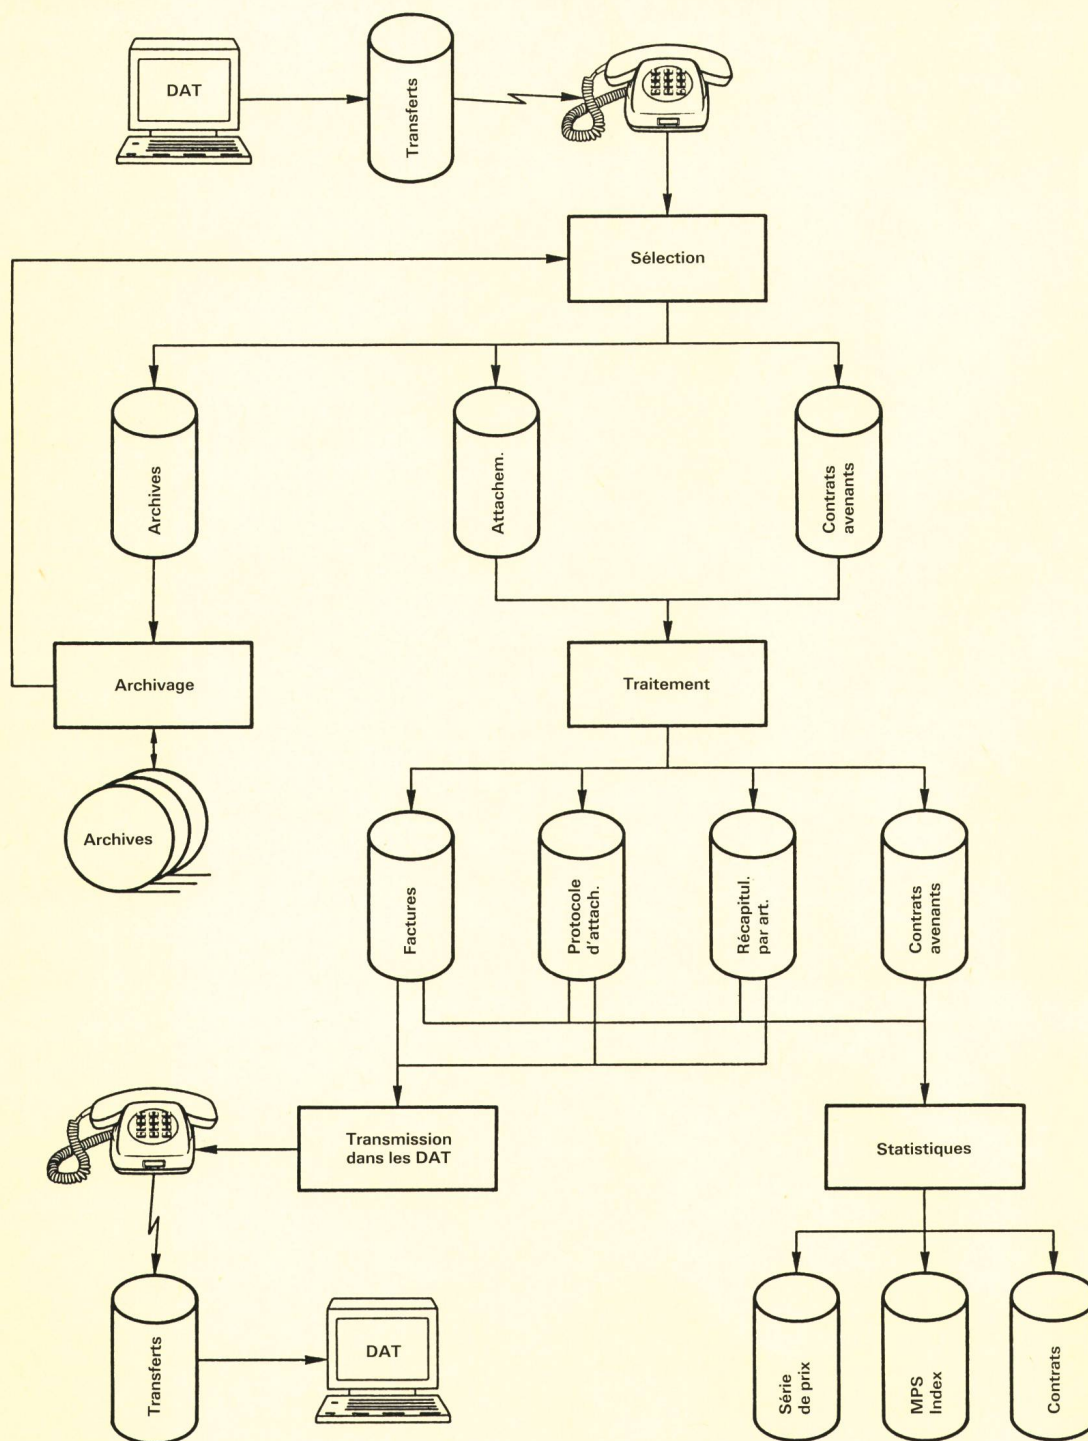 DAT
Transferts
Sélection
Archives
Attachem.
Contrats
avenants
Archivage
Traitement
Archives
Factures
Protocole
d'attach.
Récapitul.
par art.
Contrats
avenants
Transmission
dans les DAT
Statistiques
Transferts
DAT
Série
de prix
MPS
Index
Contrats